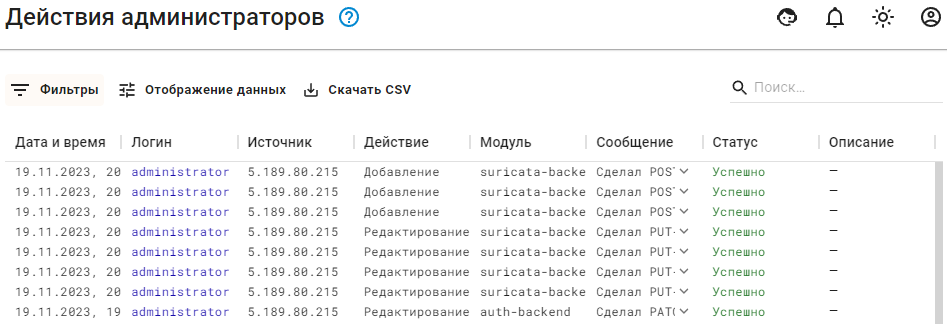 Действия администраторов ?
Фильтры Отображение данных Скачать CSV Поиск...
Дата и время Логин Источник Действие Модуль Сообщение Статус Описание
19.11.2023, 20 administrator 5.189.80.215 Добавление suricata-backe Сделал POS Успешно —
19.11.2023, 20 administrator 5.189.80.215 Добавление suricata-backe Сделал POS Успешно —
19.11.2023, 20 administrator 5.189.80.215 Добавление suricata-backe Сделал POS Успешно —
19.11.2023, 20 administrator 5.189.80.215 Редактирование suricata-backe Сделал PUT- Успешно —
19.11.2023, 20 administrator 5.189.80.215 Редактирование suricata-backe Сделал PUT- Успешно —
19.11.2023, 20 administrator 5.189.80.215 Редактирование suricata-backe Сделал PUT- Успешно —
19.11.2023, 20 administrator 5.189.80.215 Редактирование suricata-backe Сделал PUT- Успешно —
19.11.2023, 19 administrator 5.189.80.215 Редактирование auth-backend Сделал PATC Успешно —